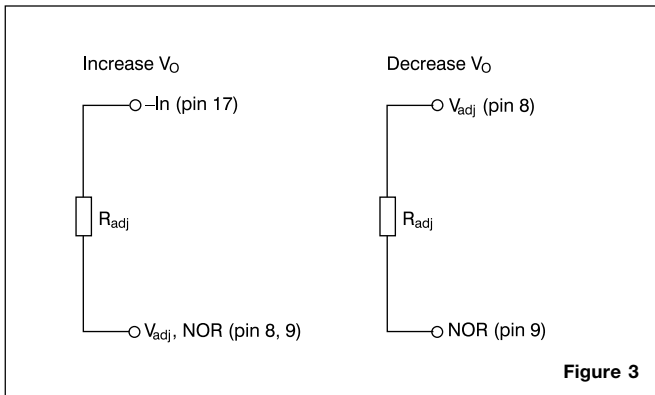 Increase VO
–In (pin 17)
Radj
Vadj, NOR (pin 8, 9)
Decrease VO
Vadj (pin 8)
Radj
NOR (pin 9)
Figure 3